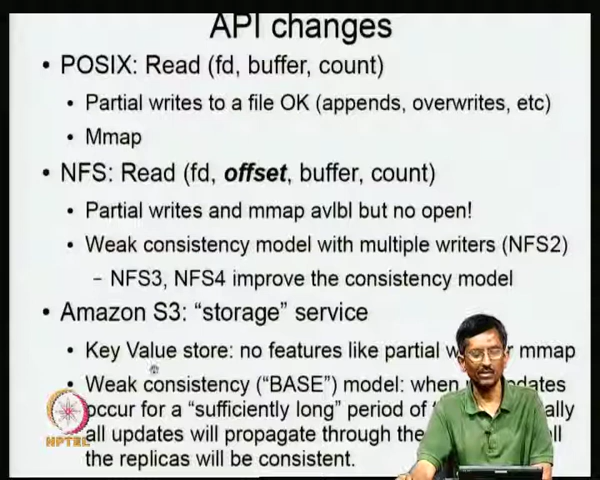 API changes
• POSIX: Read (fd, buffer, count)
• Partial writes to a file OK (appends, overwrites, etc)
• Mmap
• NFS: Read (fd, offset, buffer, count)
• Partial writes and mmap avlbl but no open!
• Weak consistency model with multiple writers (NFS2)
– NFS3, NFS4 improve the consistency model
• Amazon S3: “storage” service
• Key Value store: no features like partial mmap
• Weak consistency (“BASE”) model: when
occur for a “sufficiently long” period of
all updates will propagate through the
the replicas will be consistent.
NPTEL